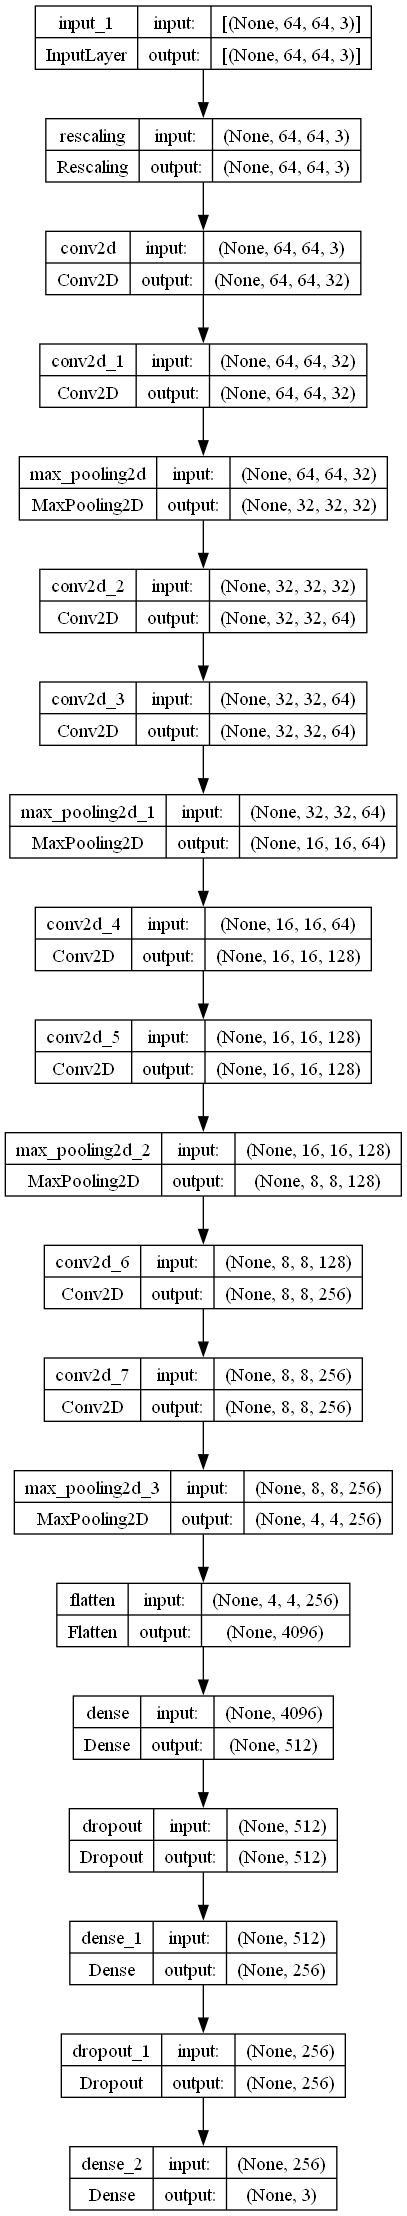 input_1 input: [(None, 64, 64, 3)]
InputLayer output: [(None, 64, 64, 3)]
rescaling input: (None, 64, 64, 3)
Rescaling output: (None, 64, 64, 3)
conv2d input: (None, 64, 64, 3)
Conv2D output: (None, 64, 64, 32)
conv2d_1 input: (None, 64, 64, 32)
Conv2D output: (None, 64, 64, 32)
max_pooling2d input: (None, 64, 64, 32)
MaxPooling2D output: (None, 32, 32, 32)
conv2d_2 input: (None, 32, 32, 32)
Conv2D output: (None, 32, 32, 64)
conv2d_3 input: (None, 32, 32, 64)
Conv2D output: (None, 32, 32, 64)
max_pooling2d_1 input: (None, 32, 32, 64)
MaxPooling2D output: (None, 16, 16, 64)
conv2d_4 input: (None, 16, 16, 64)
Conv2D output: (None, 16, 16, 128)
conv2d_5 input: (None, 16, 16, 128)
Conv2D output: (None, 16, 16, 128)
max_pooling2d_2 input: (None, 16, 16, 128)
MaxPooling2D output: (None, 8, 8, 128)
conv2d_6 input: (None, 8, 8, 128)
Conv2D output: (None, 8, 8, 256)
conv2d_7 input: (None, 8, 8, 256)
Conv2D output: (None, 8, 8, 256)
max_pooling2d_3 input: (None, 8, 8, 256)
MaxPooling2D output: (None, 4, 4, 256)
flatten input: (None, 4, 4, 256)
Flatten output: (None, 4096)
dense input: (None, 4096)
Dense output: (None, 512)
dropout input: (None, 512)
Dropout output: (None, 512)
dense_1 input: (None, 512)
Dense output: (None, 256)
dropout_1 input: (None, 256)
Dropout output: (None, 256)
dense_2 input: (None, 256)
Dense output: (None, 3)